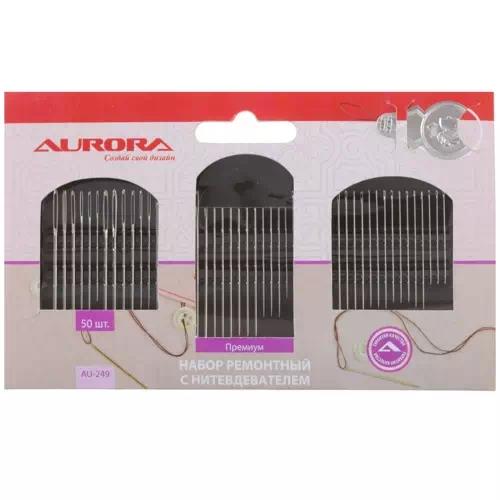 AURORA
Создай свой дизайн
50 шт.
Премиум
НАБОР РЕМОНТНЫЙ
С НИТЕВДЕВАТЕЛЕМ
AU-249